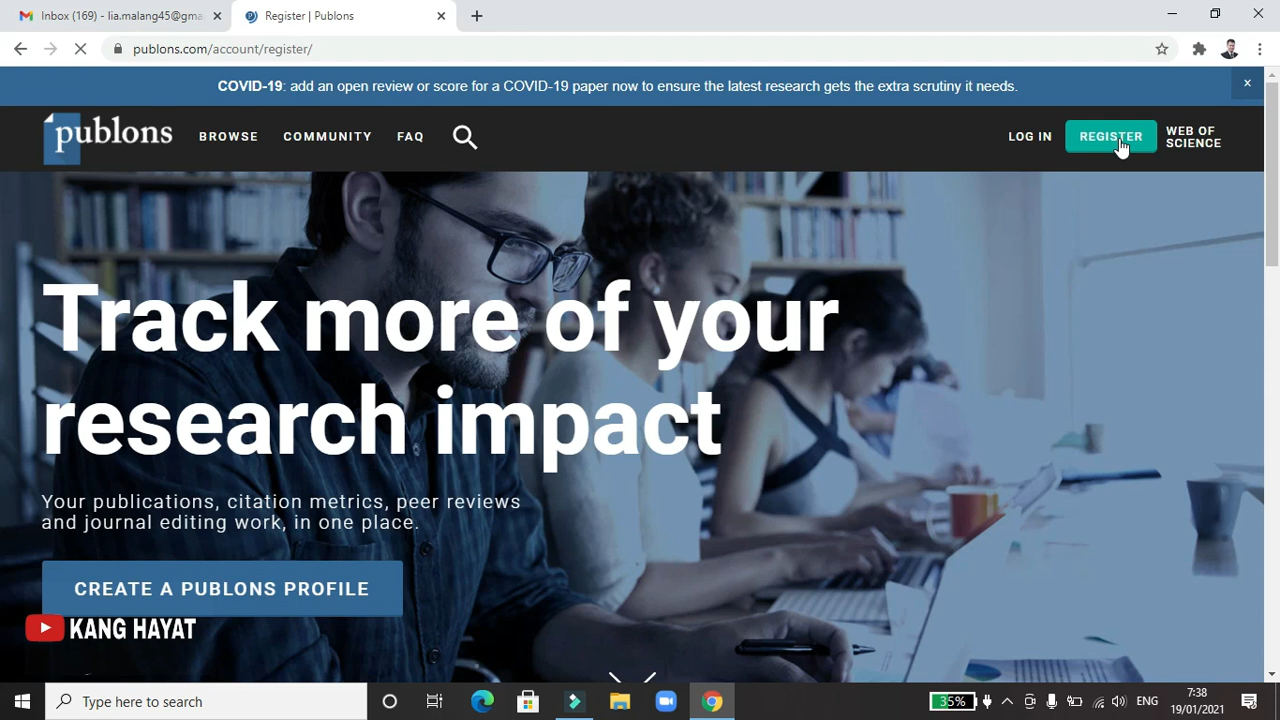 Inbox (169) - lia.malang45@gma
Register | Publons
publons.com/account/register/
COVID-19: add an open review or score for a COVID-19 paper now to ensure the latest research gets the extra scrutiny it needs.
x
publons
BROWSE
COMMUNITY
FAQ
LOG IN
REGISTER
WEB OF
SCIENCE
Track more of your
research impact
Your publications, citation metrics, peer reviews
and journal editing work, in one place.
CREATE A PUBLONS PROFILE
KANG HAYAT
Type here to search
35%
ENG
7:38
19/01/2021